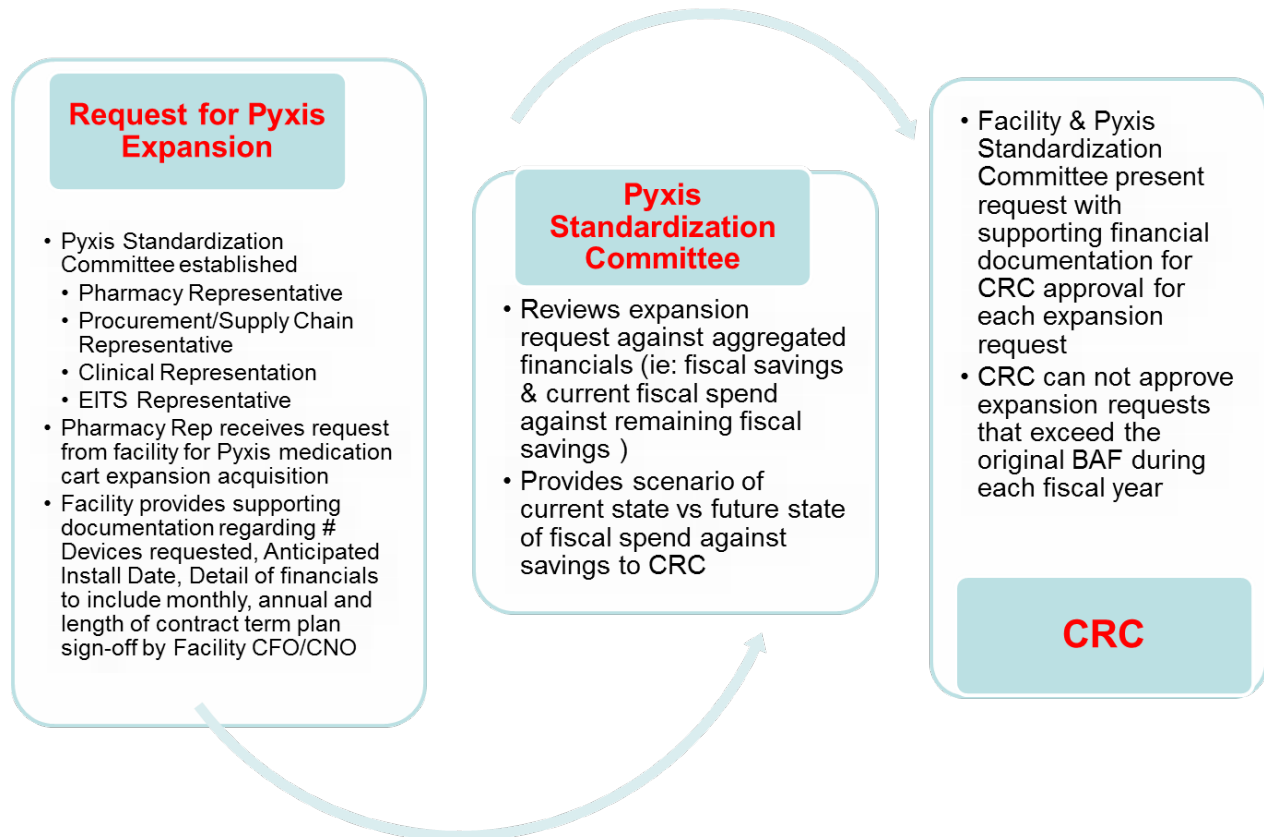 Request for Pyxis
Expansion
• Pyxis Standardization
Committee established
• Pharmacy Representative
• Procurement/Supply Chain
Representative
• Clinical Representation
• EITS Representative
• Pharmacy Rep receives request
from facility for Pyxis medication
cart expansion acquisition
• Facility provides supporting
documentation regarding #
Devices requested, Anticipated
Install Date, Detail of financials
to include monthly, annual and
length of contract term plan
sign-off by Facility CFO/CNO
Pyxis
Standardization
Committee
• Reviews expansion
request against aggregated
financials (ie: fiscal savings
& current fiscal spend
against remaining fiscal
savings )
• Provides scenario of
current state vs future state
of fiscal spend against
savings to CRC
• Facility & Pyxis
Standardization
Committee present
request with
supporting financial
documentation for
CRC approval for
each expansion
request
• CRC can not approve
expansion requests
that exceed the
original BAF during
each fiscal year
CRC